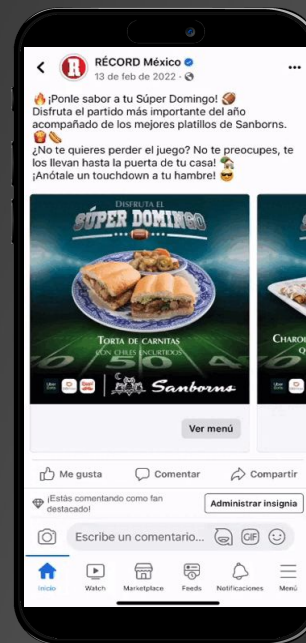 RÉCORD México
13 de feb de 2022 ·
¡Ponle sabor a tu Súper Domingo!
Disfruta el partido más importante del año
acompañado de los mejores platillos de Sanborns.
¿No te quieres perder el juego? No te preocupes, te
los llevan hasta la puerta de tu casa!
¡Anótale un touchdown a tu hambre!
DISFRUTA EL
SÚPER DOMINGO
TORTA DE CARNITAS
CON CHILES ENCURTIDOS
50
Sanborns
CHAROL
Q
Ver menú
Me gusta
Comentar
Compartir
¡Estás comentando como fan
destacado!
Administrar insignia
Escribe un comentario...
GIF
Inicio
Watch
Marketplace
Feeds
Notificaciones
Menú